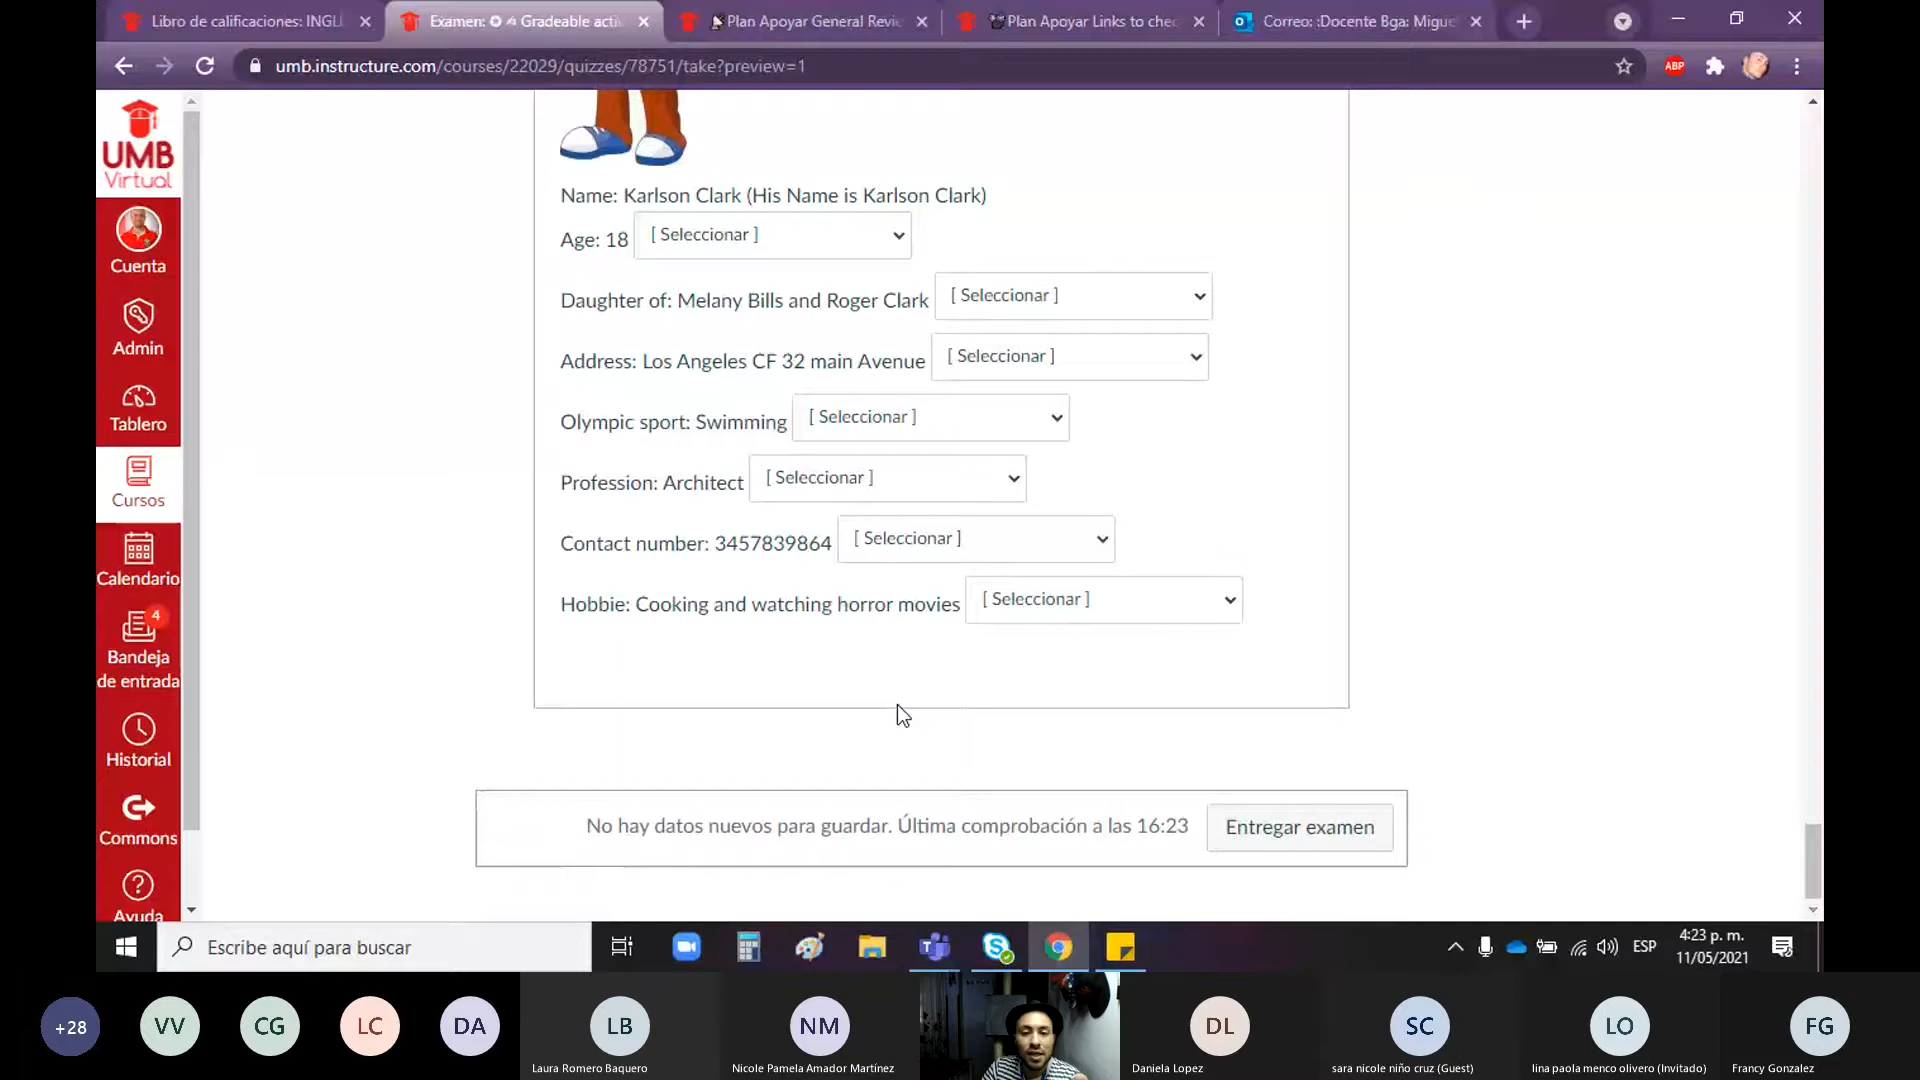 Libro de calificaciones: INGL
Examen: ✪ Gradeable acti
Plan Apoyar General Revi
Plan Apoyar Links to chec
Correo: :Docente Bga: Migue
umb.instructure.com/courses/22029/quizzes/78751/take?preview=1
ABP
UMB
Virtual
Cuenta
Admin
Tablero
Cursos
Calendario
4
Bandeja
de entrada
Historial
Commons
Ayuda
Name: Karlson Clark (His Name is Karlson Clark)
Age: 18 [ Seleccionar ]
Daughter of: Melany Bills and Roger Clark [ Seleccionar ]
Address: Los Angeles CF 32 main Avenue [ Seleccionar ]
Olympic sport: Swimming [ Seleccionar ]
Profession: Architect [ Seleccionar ]
Contact number: 3457839864 [ Seleccionar ]
Hobbie: Cooking and watching horror movies [ Seleccionar ]
No hay datos nuevos para guardar. Última comprobación a las 16:23 Entregar examen
Escribe aquí para buscar
ESP
4:23 p. m.
11/05/2021
+28 VV CG LC DA LB NM DL SC LO FG
Laura Romero Baquero
Nicole Pamela Amador Martínez
Daniela Lopez
sara nicole niño cruz (Guest)
lina paola menco olivero (Invitado)
Francy Gonzalez